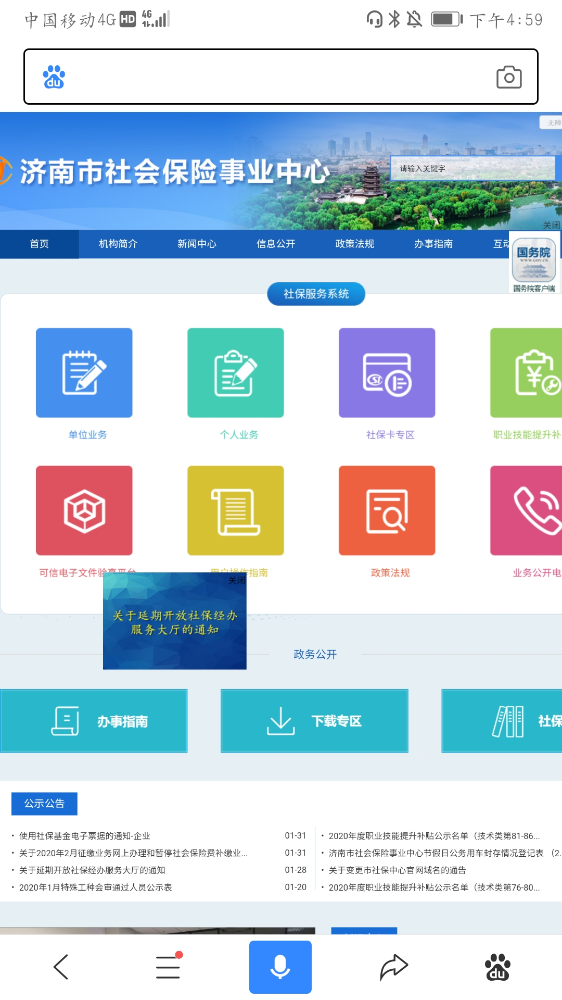 中国移动4G HD 4G
下午4:59
du
无障
济南市社会保险事业中心
请输入关键字
关闭
首页 机构简介 新闻中心 信息公开 政策法规 办事指南 互动
国务院
WWW.GOV.CN
国务院客户端
社保服务系统
单位业务 个人业务 社保卡专区 职业技能提升补
可信电子文件验真平台 用户操作指南 政策法规 业务公开电
关闭
关于延期开放社保经办
服务大厅的通知
政务公开
办事指南 下载专区 社保
公示公告
· 使用社保基金电子票据的通知-企业 01-31
· 关于2020年2月征缴业务网上办理和暂停社会保险费补缴业... 01-31
· 关于延期开放社保经办服务大厅的通知 01-28
· 2020年1月特殊工种会审通过人员公示表 01-20
· 2020年度职业技能提升补贴公示名单（技术类第81-86...
· 济南市社会保险事业中心节假日公务用车封存情况登记表 （2.
· 关于变更市社保中心官网域名的通告
· 2020年度职业技能提升补贴公示名单（技术类第76-80...
du